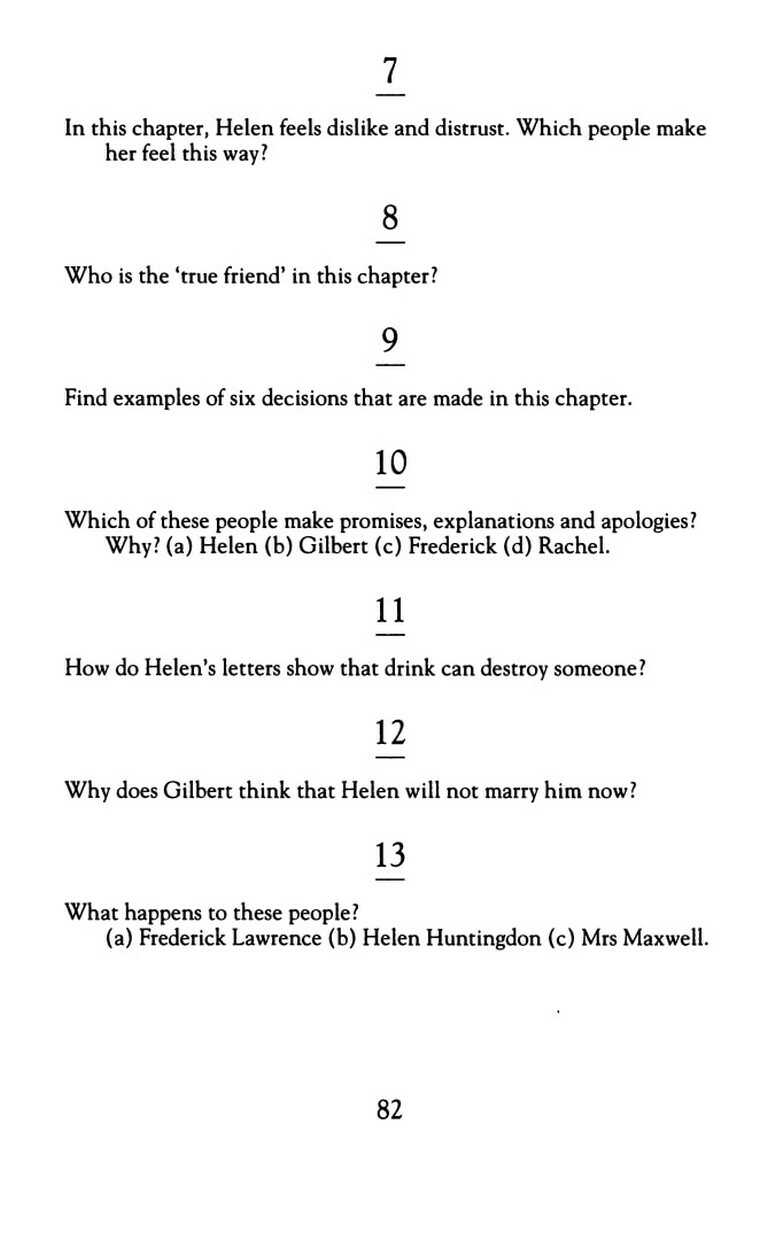 7
In this chapter, Helen feels dislike and distrust. Which people make
her feel this way?
8
Who is the ‘true friend’ in this chapter?
9
Find examples of six decisions that are made in this chapter.
10
Which of these people make promises, explanations and apologies?
Why? (a) Helen (b) Gilbert (c) Frederick (d) Rachel.
11
How do Helen’s letters show that drink can destroy someone?
12
Why does Gilbert think that Helen will not marry him now?
13
What happens to these people?
(a) Frederick Lawrence (b) Helen Huntingdon (c) Mrs Maxwell.
82